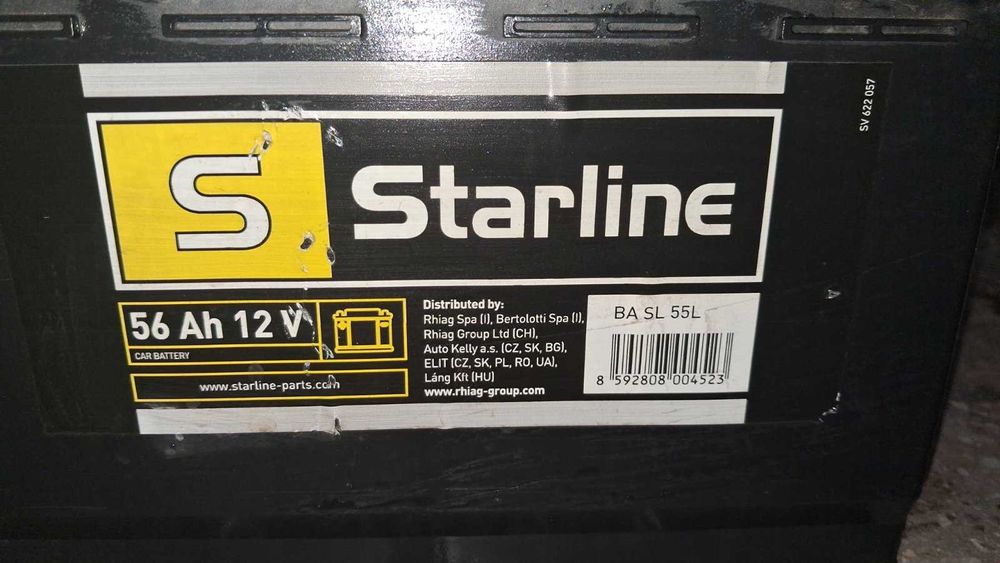 SV 622 057
S
Starline
56 Ah 12 V
CAR BATTERY
www.starline-parts.com
Distributed by:
Rhiag Spa (I), Bertolotti Spa (I),
Rhiag Group Ltd (CH),
Auto Kelly a.s. (CZ, SK, BG),
ELIT (CZ, SK, PL, RO, UA),
Láng Kft (HU)
www.rhiag-group.com
BA SL 55L
8 592808 004523